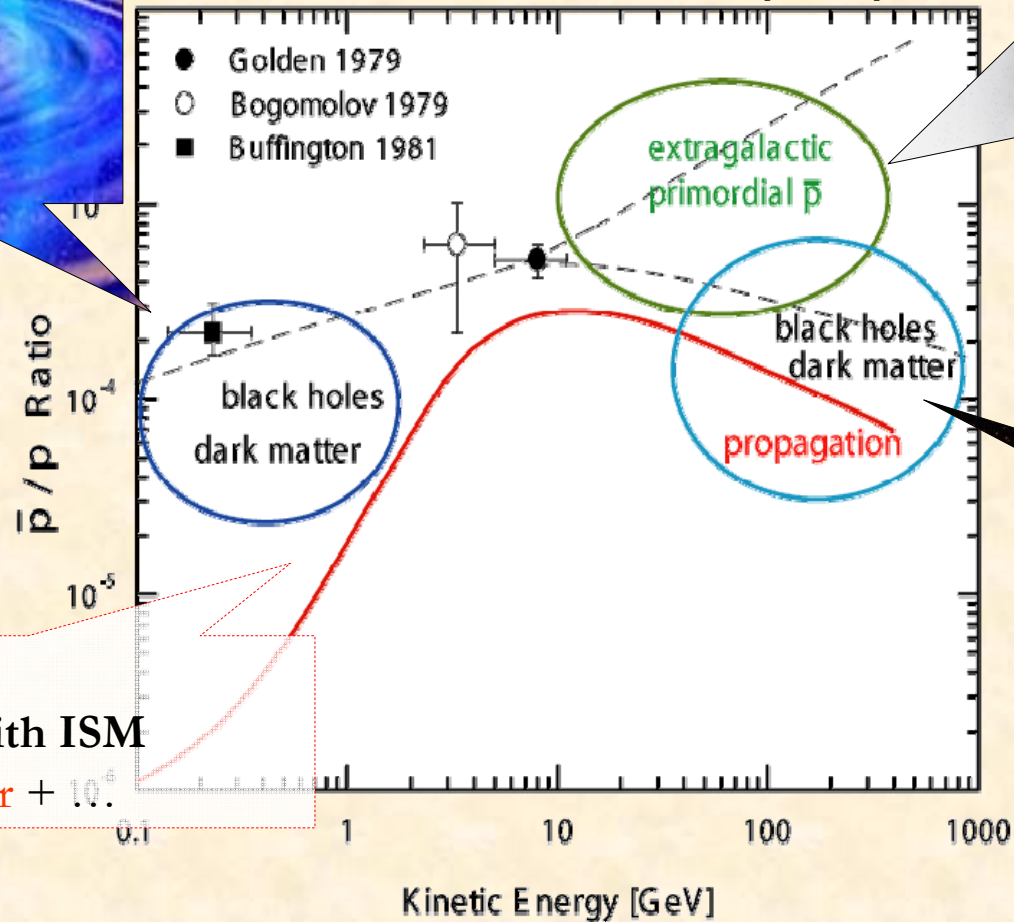 Golden 1979
Bogomolov 1979
Buffington 1981
extragalactic
primordial p̅
black holes
dark matter
black holes
dark matter
propagation
p̅/p Ratio
10⁻⁴
10⁻⁵
ith ISM
r + ...
0.1
1
10
100
1000
Kinetic Energy [GeV]